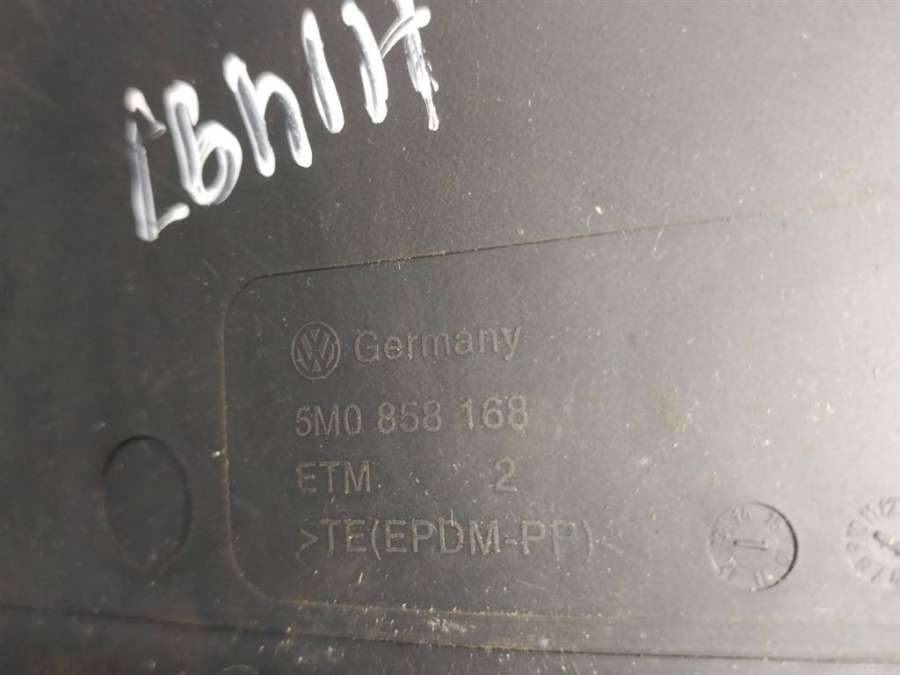 Germany
5M0 858 168
ETM 2
>TE(EPDM-PP)<